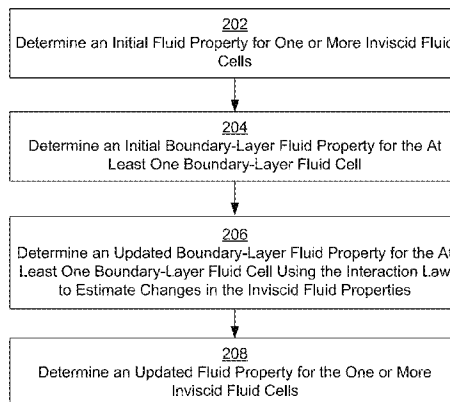 202
Determine an Initial Fluid Property for One or More Inviscid Fluid
Cells
204
Determine an Initial Boundary-Layer Fluid Property for the At
Least One Boundary-Layer Fluid Cell
206
Determine an Updated Boundary-Layer Fluid Property for the At
Least One Boundary-Layer Fluid Cell Using the Interaction Law
to Estimate Changes in the Inviscid Fluid Properties
208
Determine an Updated Fluid Property for the One or More
Inviscid Fluid Cells